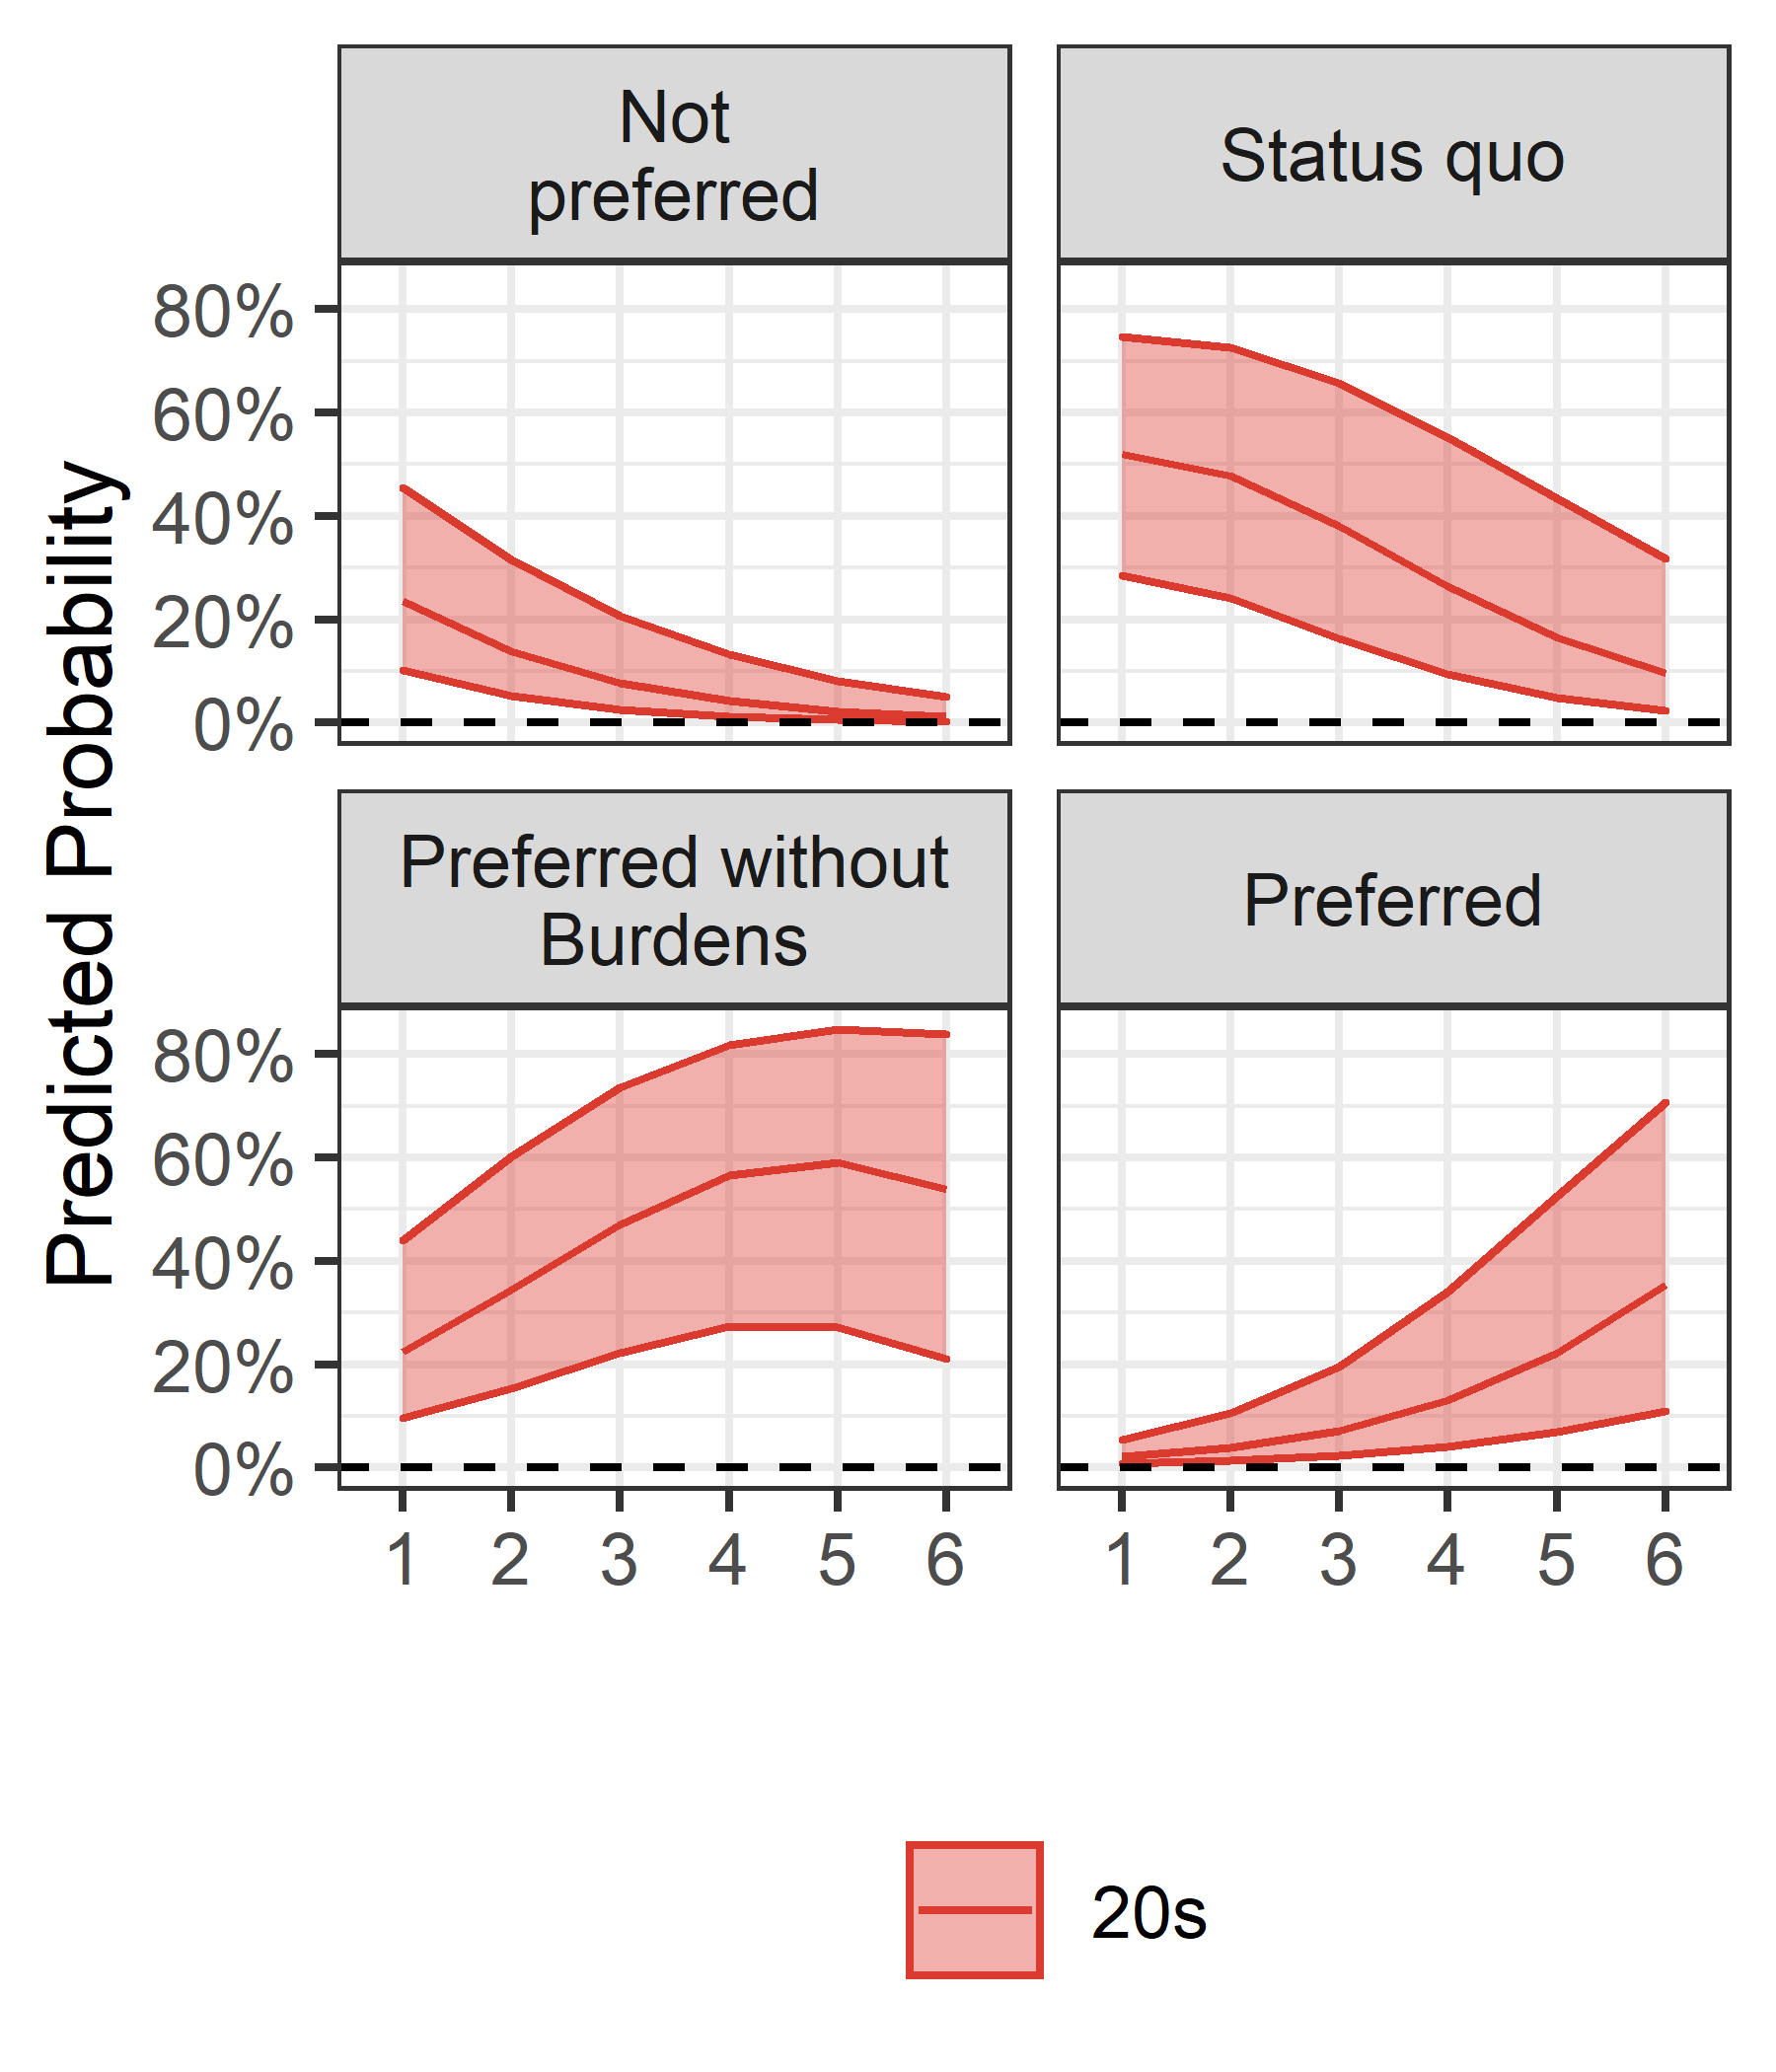 Not
preferred
Status quo
80%
60%
40%
20%
0%
Preferred without
Burdens
Preferred
80%
60%
40%
20%
0%
1 2 3 4 5 6
1 2 3 4 5 6
Predicted Probability
20s